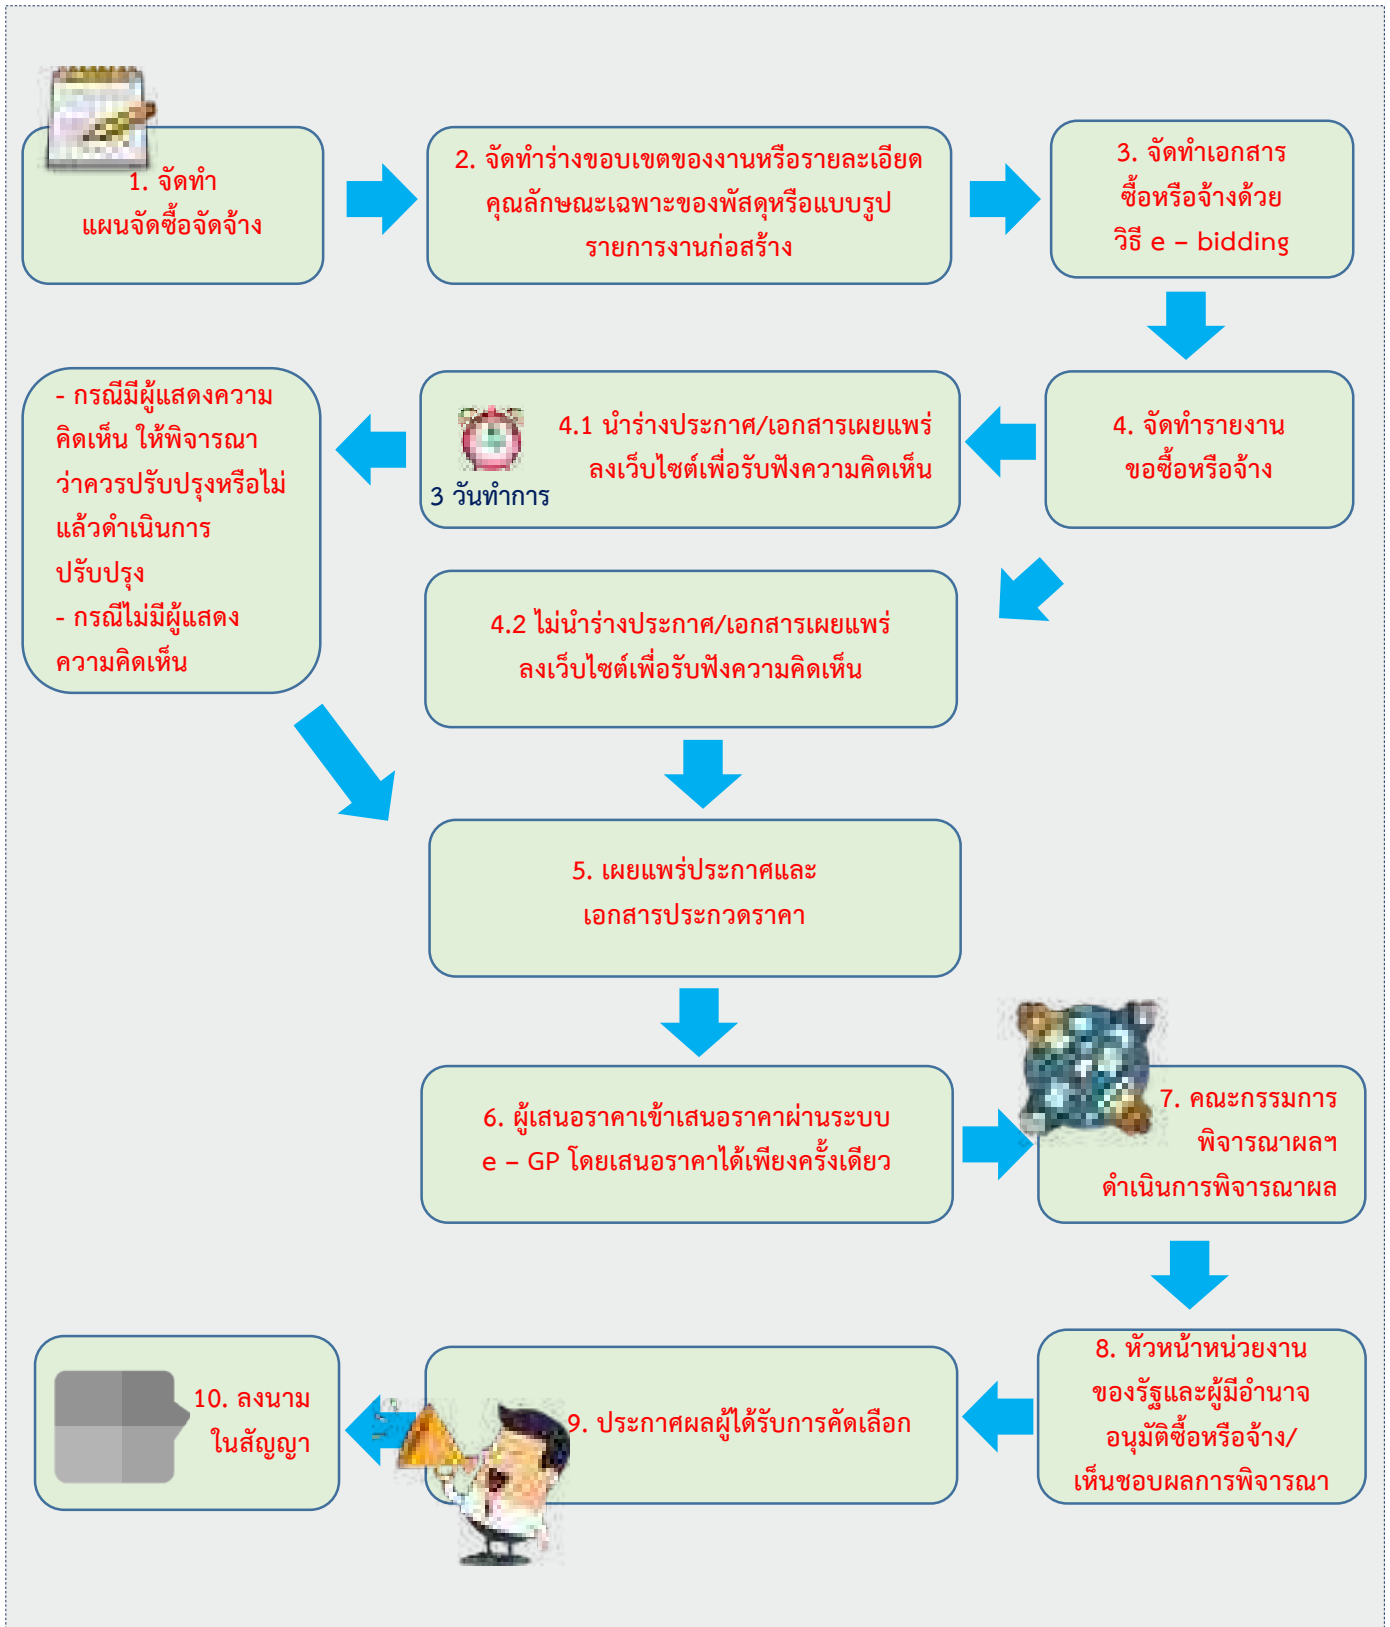 1. จัดทำ
แผนจัดซื้อจัดจ้าง
2. จัดทำร่างขอบเขตของงานหรือรายละเอียด
คุณลักษณะเฉพาะของพัสดุหรือแบบรูป
รายการงานก่อสร้าง
3. จัดทำเอกสาร
ซื้อหรือจ้างด้วย
วิธี e – bidding
4. จัดทำรายงาน
ขอซื้อหรือจ้าง
4.1 นำร่างประกาศ/เอกสารเผยแพร่
ลงเว็บไซต์เพื่อรับฟังความคิดเห็น
3 วันทำการ
- กรณีมีผู้แสดงความ
คิดเห็น ให้พิจารณา
ว่าควรปรับปรุงหรือไม่
แล้วดำเนินการ
ปรับปรุง
- กรณีไม่มีผู้แสดง
ความคิดเห็น
4.2 ไม่นำร่างประกาศ/เอกสารเผยแพร่
ลงเว็บไซต์เพื่อรับฟังความคิดเห็น
5. เผยแพร่ประกาศและ
เอกสารประกวดราคา
6. ผู้เสนอราคาเข้าเสนอราคาผ่านระบบ
e – GP โดยเสนอราคาได้เพียงครั้งเดียว
7. คณะกรรมการ
พิจารณาผลฯ
ดำเนินการพิจารณาผล
8. หัวหน้าหน่วยงาน
ของรัฐและผู้มีอำนาจ
อนุมัติซื้อหรือจ้าง/
เห็นชอบผลการพิจารณา
9. ประกาศผลผู้ได้รับการคัดเลือก
10. ลงนาม
ในสัญญา